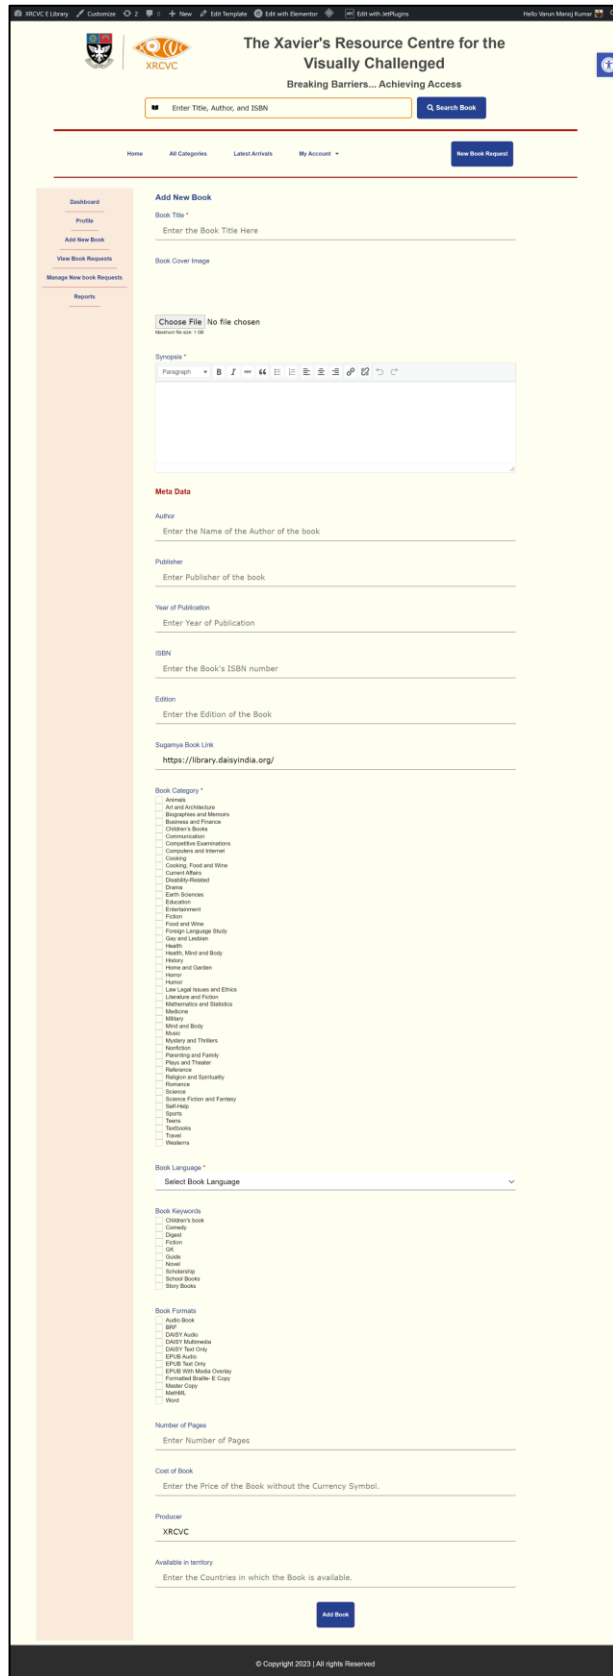 XRCVC E Library Customize 2 0 + New Edit Template Edit with Elementor Edit with JetPlugins Hello Varun Manoj Kumar
XRCVC
The Xavier's Resource Centre for the
Visually Challenged
Breaking Barriers... Achieving Access
Enter Title, Author, and ISBN Search Book
Home All Categories Latest Arrivals My Account New Book Request
Dashboard
Profile
Add New Book
View Book Requests
Manage New book Requests
Reports
Add New Book
Book Title *
Enter the Book Title Here
Book Cover Image
Choose File No file chosen
Maximum file size: 1 GB
Synopsis *
Paragraph B I
Meta Data
Author
Enter the Name of the Author of the book
Publisher
Enter Publisher of the book
Year of Publication
Enter Year of Publication
ISBN
Enter the Book's ISBN number
Edition
Enter the Edition of the Book
Sugamya Book Link
https://library.daisyindia.org/
Book Category *
Animals
Art and Architecture
Biographies and Memoirs
Business and Finance
Children's Books
Communication
Competitive Examinations
Computers and Internet
Cooking
Cooking, Food and Wine
Current Affairs
Disability-Related
Drama
Earth Sciences
Education
Entertainment
Fiction
Food and Wine
Foreign Language Study
Gay and Lesbian
Health
Health, Mind and Body
History
Home and Garden
Horror
Humor
Law Legal Issues and Ethics
Literature and Fiction
Mathematics and Statistics
Medicine
Military
Mind and Body
Music
Mystery and Thrillers
Nonfiction
Parenting and Family
Plays and Theater
Reference
Religion and Spirituality
Romance
Science
Science Fiction and Fantasy
Self-Help
Sports
Teens
Textbooks
Travel
Westerns
Book Language *
Select Book Language
Book Keywords
Children's book
Comedy
Digest
Fiction
GK
Guide
Novel
Scholarship
School Books
Story Books
Book Formats
Audio Book
BRF
DAISY Audio
DAISY Multimedia
DAISY Text Only
EPUB Audio
EPUB Text Only
EPUB With Media Overlay
Formatted Braille- E Copy
Master Copy
MathML
Word
Number of Pages
Enter Number of Pages
Cost of Book
Enter the Price of the Book without the Currency Symbol.
Producer
XRCVC
Available in territory
Enter the Countries in which the Book is available.
Add Book
© Copyright 2023 | All rights Reserved